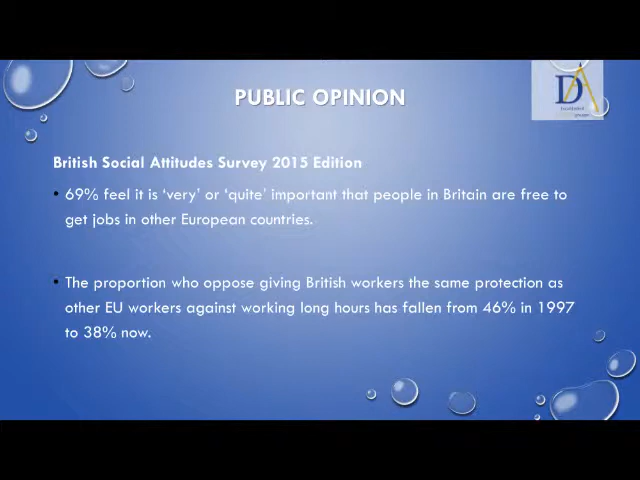 PUBLIC OPINION
DA
British Social Attitudes Survey 2015 Edition
• 69% feel it is ‘very’ or ‘quite’ important that people in Britain are free to
get jobs in other European countries.
• The proportion who oppose giving British workers the same protection as
other EU workers against working long hours has fallen from 46% in 1997
to 38% now.